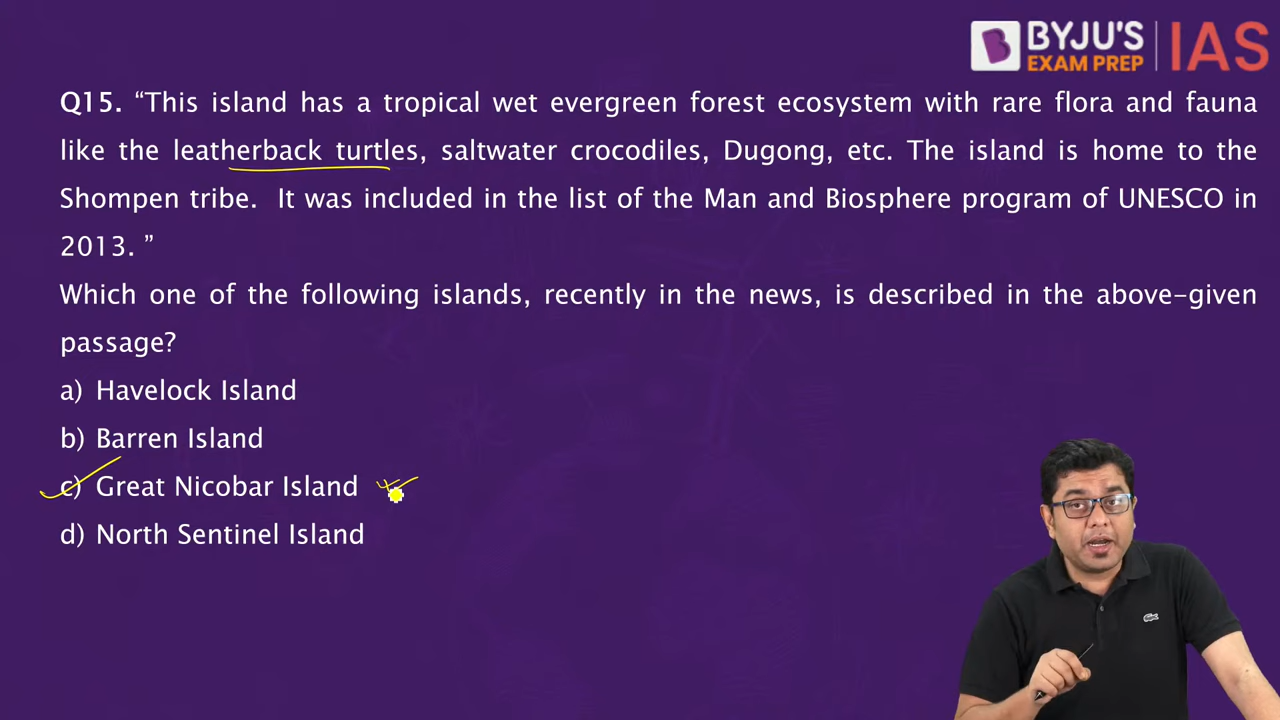 BYJU'S
EXAM PREP
IAS
Q15. “This island has a tropical wet evergreen forest ecosystem with rare flora and fauna
like the leatherback turtles, saltwater crocodiles, Dugong, etc. The island is home to the
Shompen tribe. It was included in the list of the Man and Biosphere program of UNESCO in
2013. ”
Which one of the following islands, recently in the news, is described in the above-given
passage?
a) Havelock Island
b) Barren Island
c) Great Nicobar Island
d) North Sentinel Island